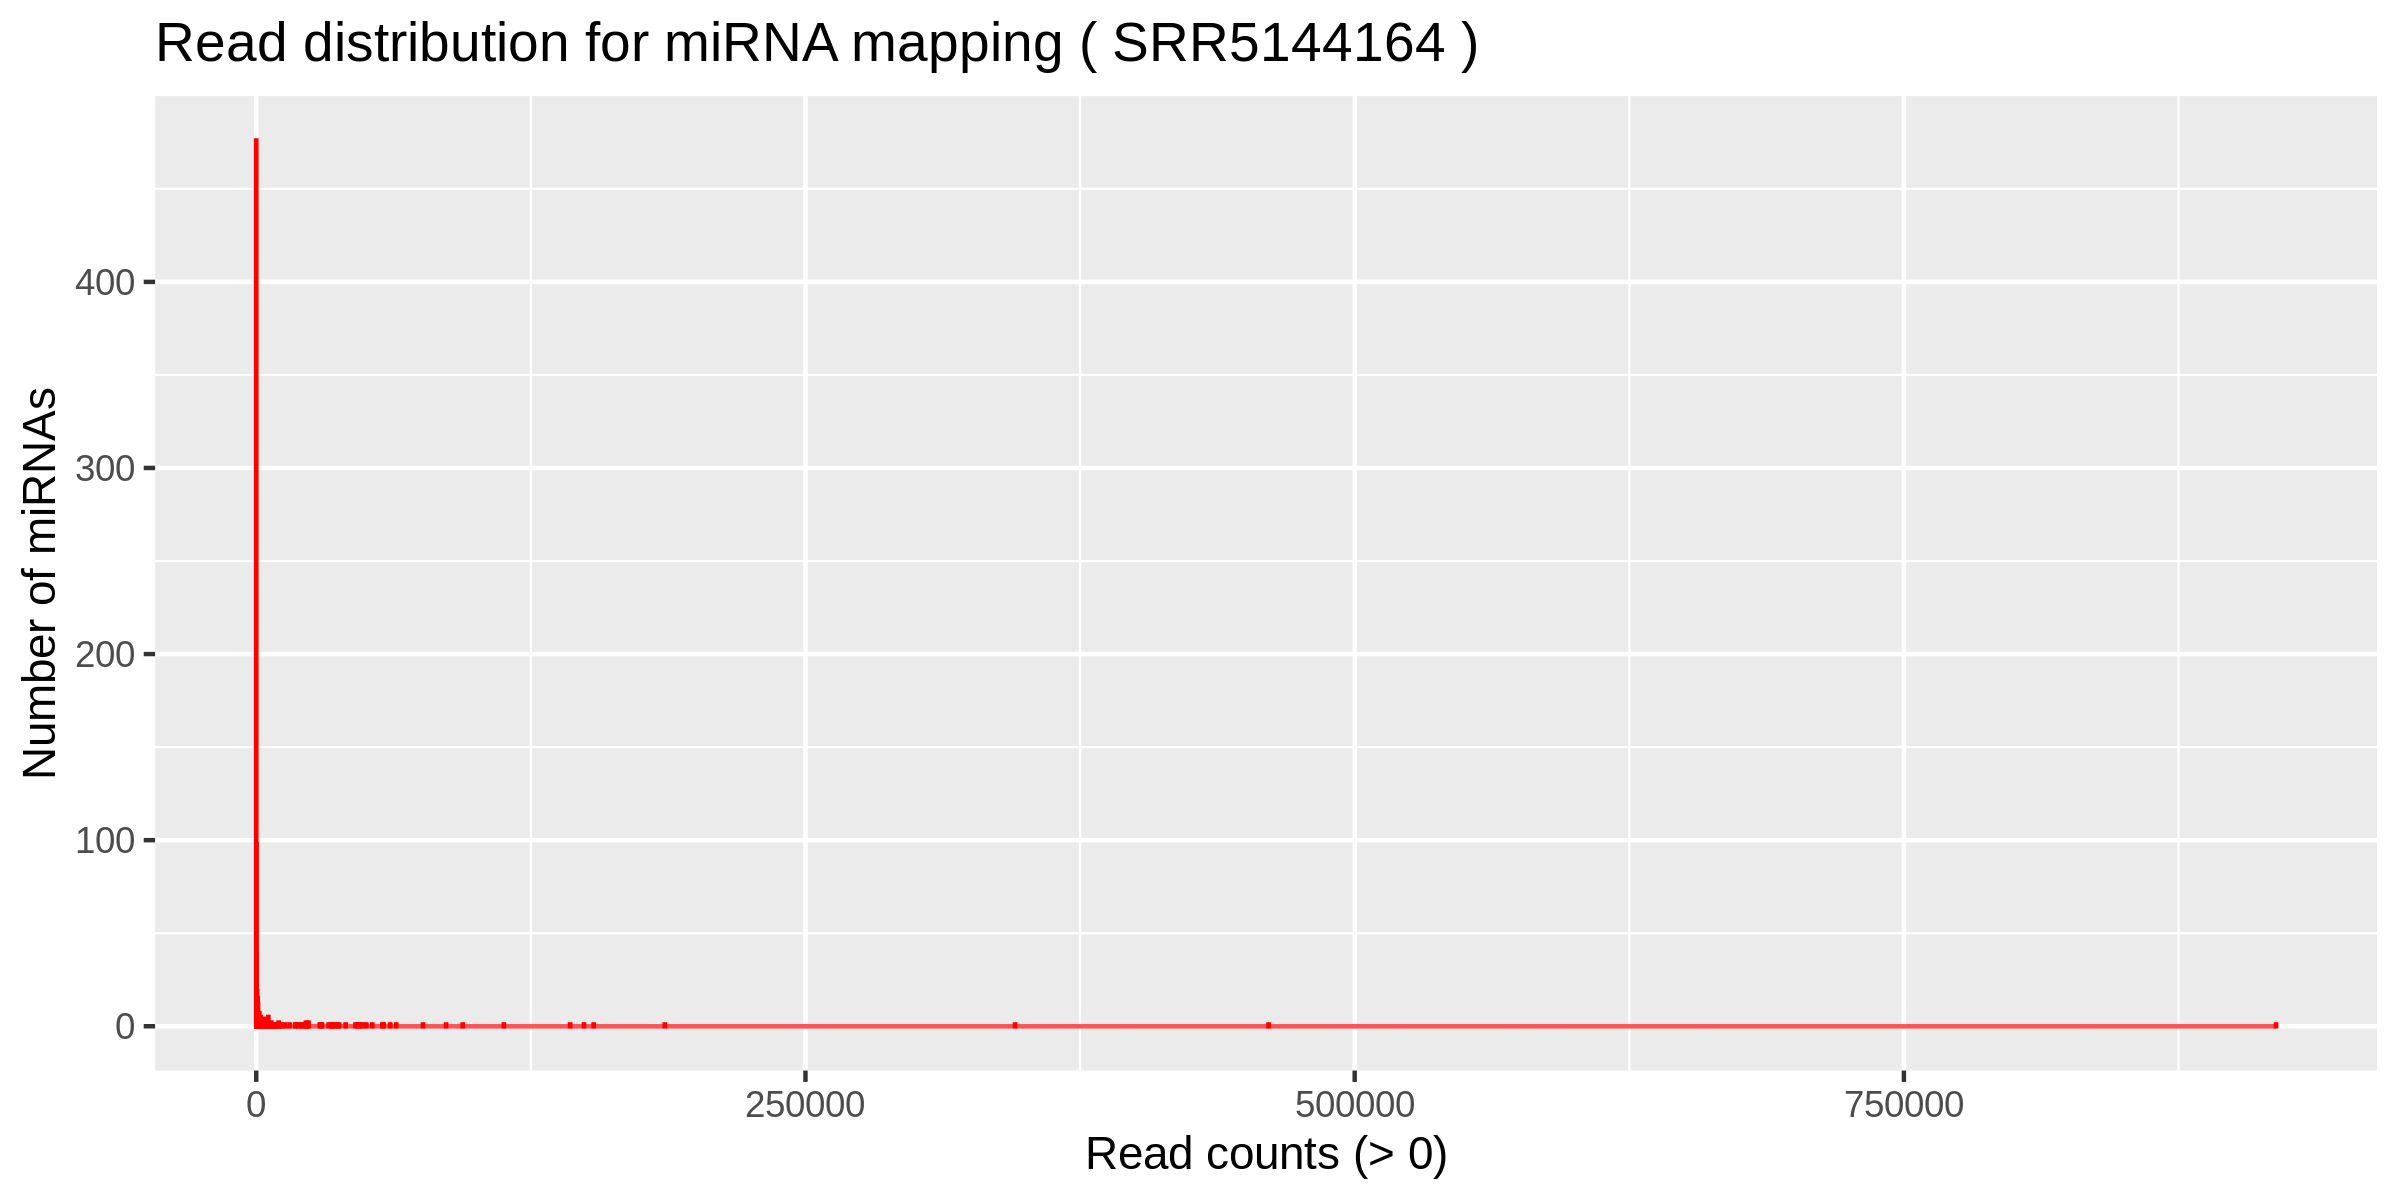 Read distribution for miRNA mapping ( SRR5144164 )
Number of miRNAs
400
300
200
100
0
0 250000 500000 750000
Read counts (> 0)